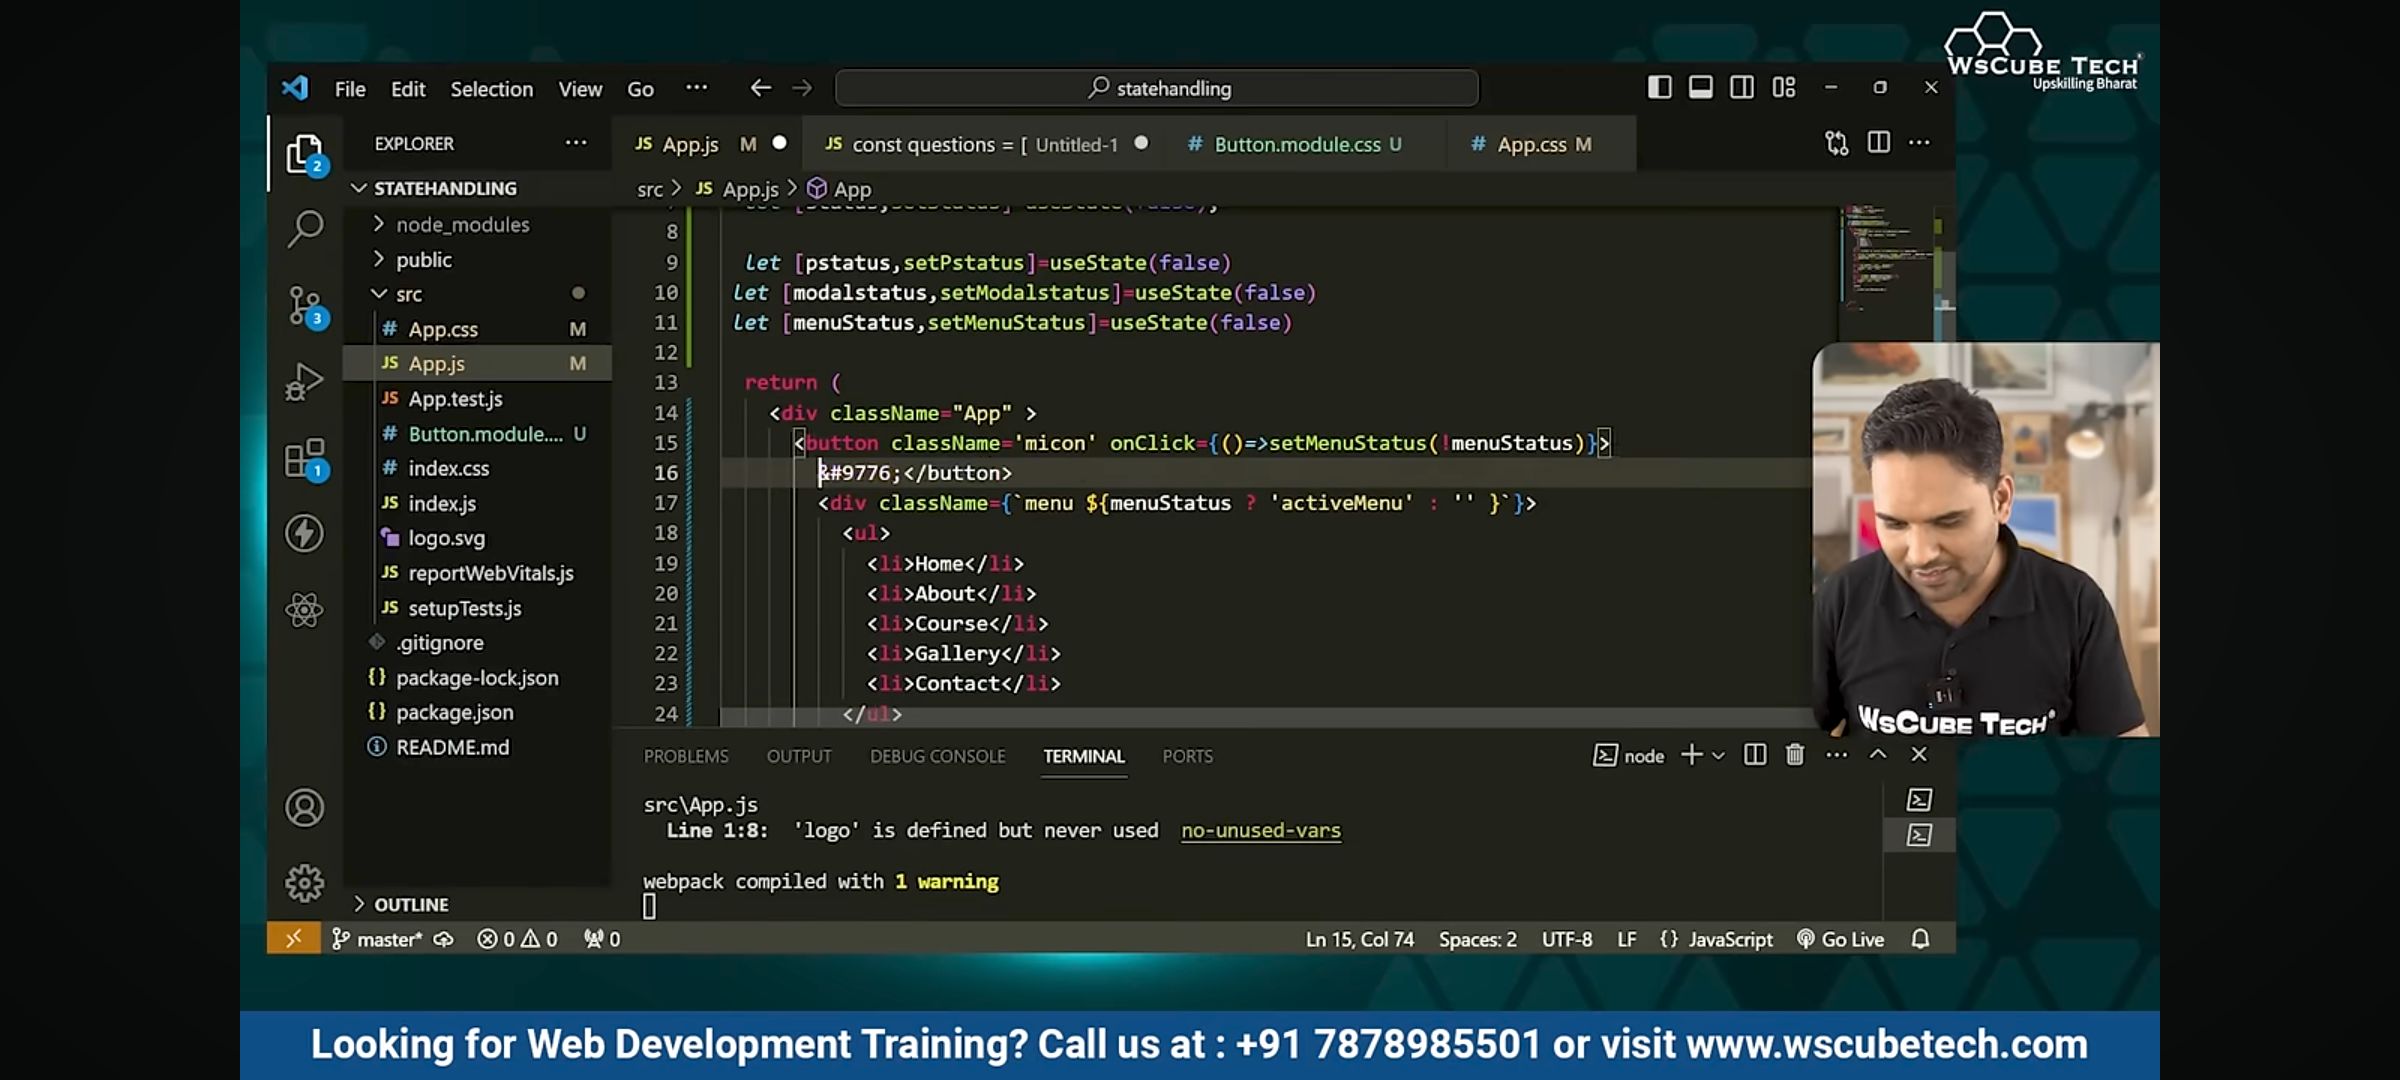 WsCube Tech
Upskilling Bharat
File Edit Selection View Go ··· statehandling
EXPLORER ···
JS App.js M JS const questions = [ Untitled-1 # Button.module.css U # App.css M ···
STATEHANDLING
src > JS App.js > App
node_modules
public
src
# App.css M
JS App.js M
JS App.test.js
# Button.module.... U
# index.css
JS index.js
logo.svg
JS reportWebVitals.js
JS setupTests.js
.gitignore
{} package-lock.json
{} package.json
README.md
OUTLINE
2
3
1
8
9 let [pstatus,setPstatus]=useState(false)
10 let [modalstatus,setModalstatus]=useState(false)
11 let [menuStatus,setMenuStatus]=useState(false)
12
13 return (
14 <div className="App" >
15 <button className='micon' onClick={()=>setMenuStatus(!menuStatus)}>
16 &#9776;</button>
17 <div className={`menu ${menuStatus ? 'activeMenu' : '' }`}>
18 <ul>
19 <li>Home</li>
20 <li>About</li>
21 <li>Course</li>
22 <li>Gallery</li>
23 <li>Contact</li>
24 </ul>
WsCube Tech
PROBLEMS OUTPUT DEBUG CONSOLE TERMINAL PORTS node ···
src\App.js
Line 1:8: 'logo' is defined but never used no-unused-vars
webpack compiled with 1 warning
master* 0 0 0 Ln 15, Col 74 Spaces: 2 UTF-8 LF {} JavaScript Go Live
Looking for Web Development Training? Call us at : +91 7878985501 or visit www.wscubetech.com